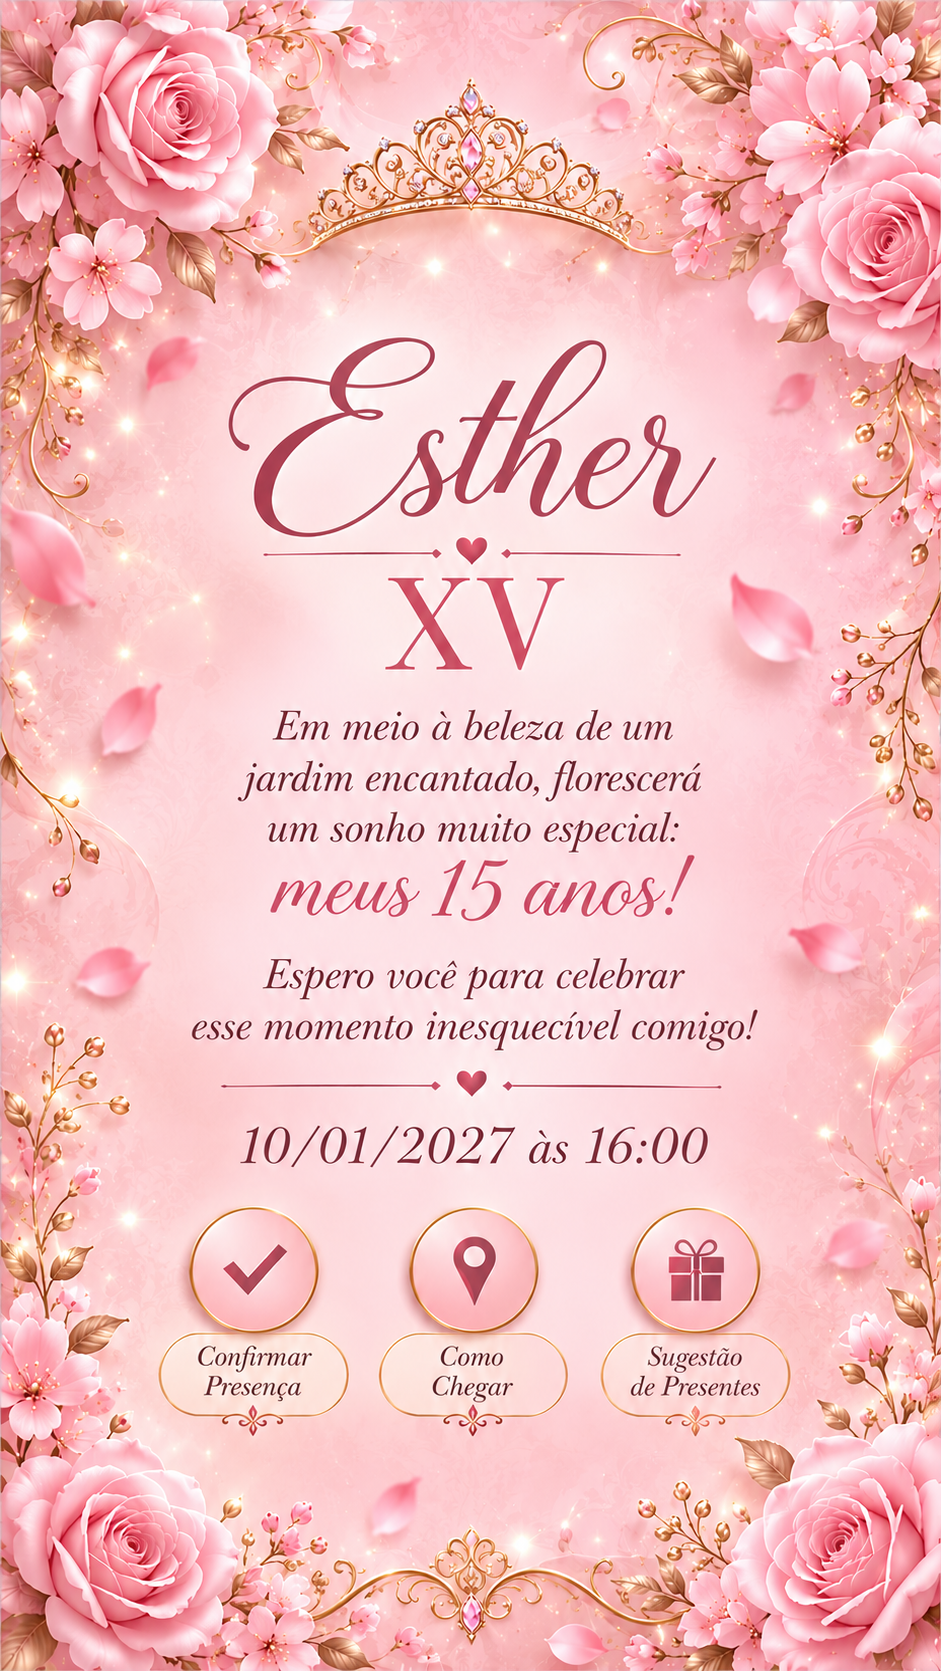 Esther
XV
Em meio à beleza de um
jardim encantado, florescerá
um sonho muito especial:
meus 15 anos!
Espero você para celebrar
esse momento inesquecível comigo!
10/01/2027 às 16:00
Confirmar
Presença
Como
Chegar
Sugestão
de Presentes